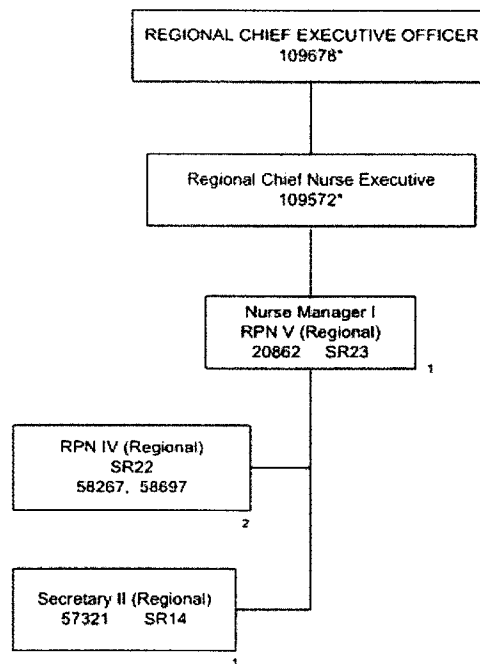 REGIONAL CHIEF EXECUTIVE OFFICER
109678*
Regional Chief Nurse Executive
109572*
Nurse Manager I
RPN V (Regional)
20862 SR23
1
RPN IV (Regional)
SR22
58267, 58697
2
Secretary II (Regional)
57321 SR14
1